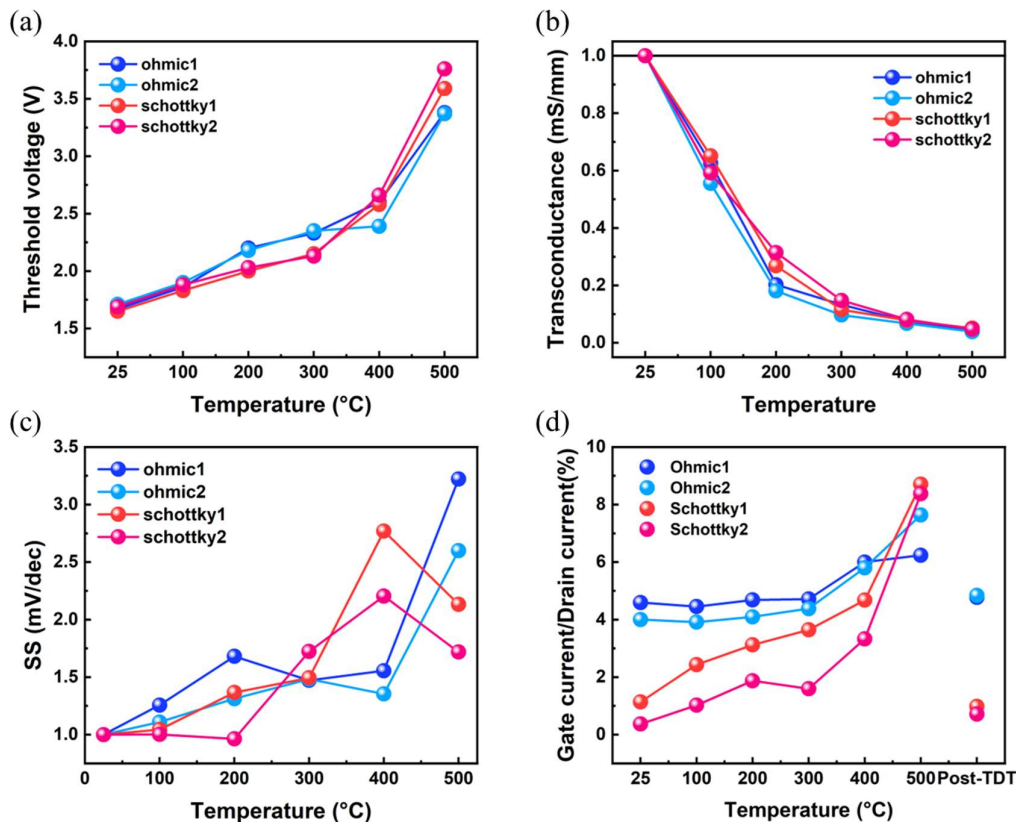 (a)
Threshold voltage (V)
4.0
3.5
3.0
2.5
2.0
1.5
ohmic1
ohmic2
schottky1
schottky2
25 100 200 300 400 500
Temperature (°C)
(b)
Transconductance (mS/mm)
1.0
0.8
0.6
0.4
0.2
0.0
ohmic1
ohmic2
schottky1
schottky2
25 100 200 300 400 500
Temperature
(c)
SS (mV/dec)
3.5
3.0
2.5
2.0
1.5
1.0
ohmic1
ohmic2
schottky1
schottky2
0 100 200 300 400 500
Temperature (°C)
(d)
Gate current/Drain current(%)
10
8
6
4
2
0
Ohmic1
Ohmic2
Schottky1
Schottky2
25 100 200 300 400 500 Post-TDT
Temperature (°C)